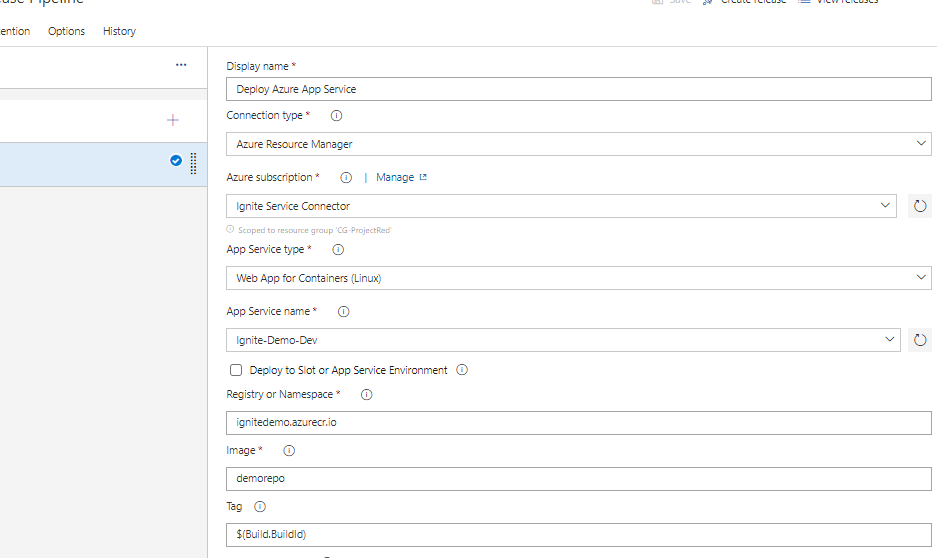 Pipeline
Save Create release View releases
Options History
Display name *
Deploy Azure App Service
Connection type *
Azure Resource Manager
Azure subscription * | Manage
Ignite Service Connector
Scoped to resource group 'CG-ProjectRed'
App Service type *
Web App for Containers (Linux)
App Service name *
Ignite-Demo-Dev
Deploy to Slot or App Service Environment
Registry or Namespace *
ignitedemo.azurecr.io
Image *
demorepo
Tag
$(Build.BuildId)